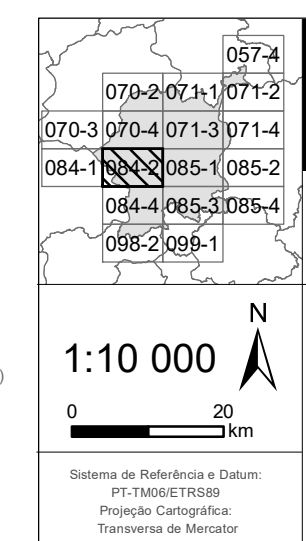 057-4
070-2 071-1 071-2
070-3 070-4 071-3 071-4
084-1 084-2 085-1 085-2
084-4 085-3 085-4
098-2 099-1
N
1:10 000
0 20
km
)
Sistema de Referência e Datum:
PT-TM06/ETRS89
Projeção Cartográfica:
Transversa de Mercator